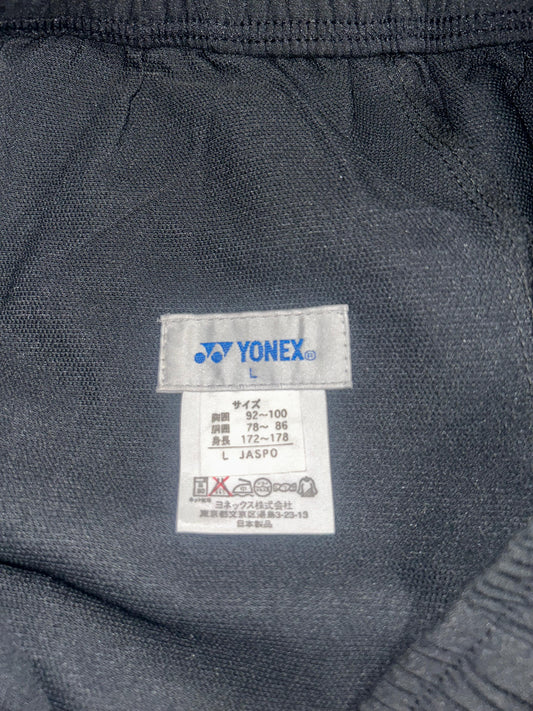 YONEX®
L
サイズ
胸囲 92~100
胴囲 78~ 86
身長 172~178
L JASPO
ヨネックス株式会社
東京都文京区湯島3-23-13
日本製品